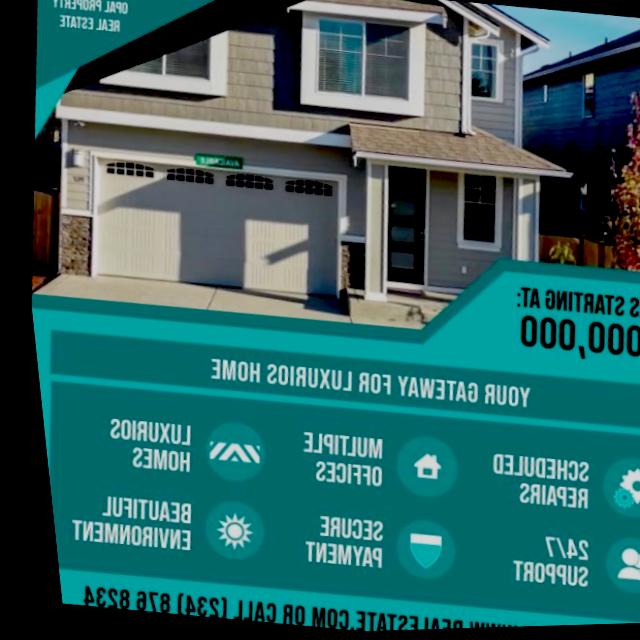 OPAL PROPERTY
REAL ESTATE
AVAILABLE
STARTING AT:
000,000
YOUR GATEWAY FOR LUXURIOS HOME
SCHEDULED
REPAIRS
MULTIPLE
OFFICES
LUXURIOS
HOMES
24/7
SUPPORT
SECURE
PAYMENT
BEAUTIFUL
ENVIRONMENT
WWW.REALESTATE.COM OR CALL (234) 876 8234